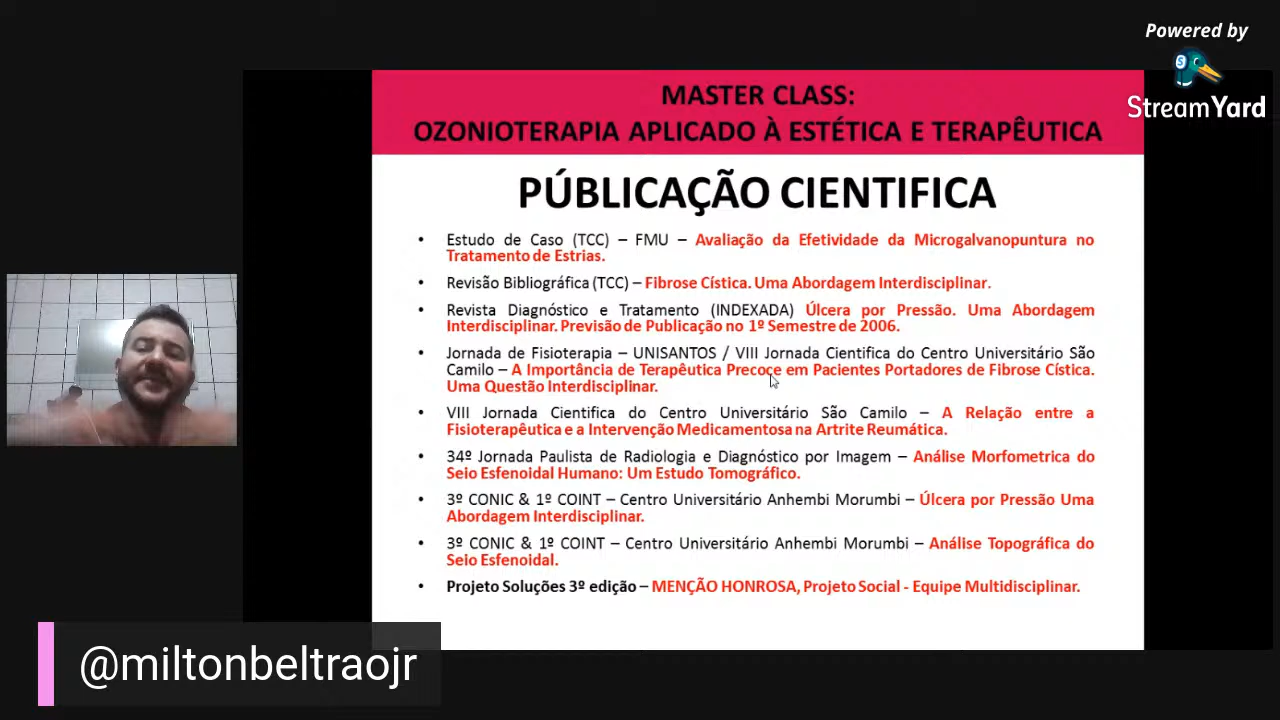 Powered by
StreamYard
MASTER CLASS:
OZONIOTERAPIA APLICADO À ESTÉTICA E TERAPÊUTICA
PÚBLICAÇÃO CIENTIFICA
• Estudo de Caso (TCC) – FMU – Avaliação da Efetividade da Microgalvanopuntura no
Tratamento de Estrias.
• Revisão Bibliográfica (TCC) – Fibrose Cística. Uma Abordagem Interdisciplinar.
• Revista Diagnóstico e Tratamento (INDEXADA) Úlcera por Pressão. Uma Abordagem
Interdisciplinar. Previsão de Publicação no 1º Semestre de 2006.
• Jornada de Fisioterapia – UNISANTOS / VIII Jornada Cientifica do Centro Universitário São
Camilo – A Importância de Terapêutica Precoce em Pacientes Portadores de Fibrose Cística.
Uma Questão Interdisciplinar.
• VIII Jornada Cientifica do Centro Universitário São Camilo – A Relação entre a
Fisioterapêutica e a Intervenção Medicamentosa na Artrite Reumática.
• 34º Jornada Paulista de Radiologia e Diagnóstico por Imagem – Análise Morfometrica do
Seio Esfenoidal Humano: Um Estudo Tomográfico.
• 3º CONIC & 1º COINT – Centro Universitário Anhembi Morumbi – Úlcera por Pressão Uma
Abordagem Interdisciplinar.
• 3º CONIC & 1º COINT – Centro Universitário Anhembi Morumbi – Análise Topográfica do
Seio Esfenoidal.
• Projeto Soluções 3º edição – MENÇÃO HONROSA, Projeto Social - Equipe Multidisciplinar.
@miltonbeltraojr